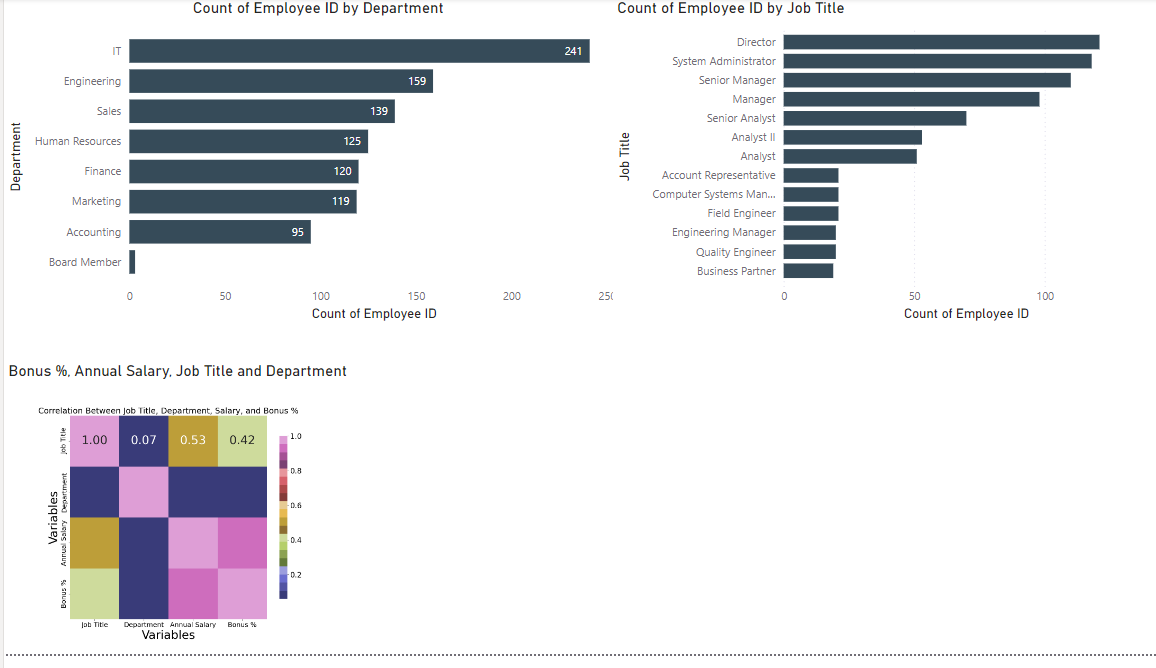 Count of Employee ID by Department
IT
241
Engineering
159
Sales
139
Human Resources
125
Finance
120
Marketing
119
Accounting
95
Board Member
Department
0 50 100 150 200 250
Count of Employee ID
Count of Employee ID by Job Title
Director
System Administrator
Senior Manager
Manager
Senior Analyst
Analyst II
Analyst
Account Representative
Computer Systems Man...
Field Engineer
Engineering Manager
Quality Engineer
Business Partner
Job Title
0 50 100
Count of Employee ID
Bonus %, Annual Salary, Job Title and Department
Correlation Between Job Title, Department, Salary, and Bonus %
Job Title
1.00 0.07 0.53 0.42
Department
Annual Salary
Bonus %
Variables
Job Title Department Annual Salary Bonus %
Variables
1.0
0.8
0.6
0.4
0.2